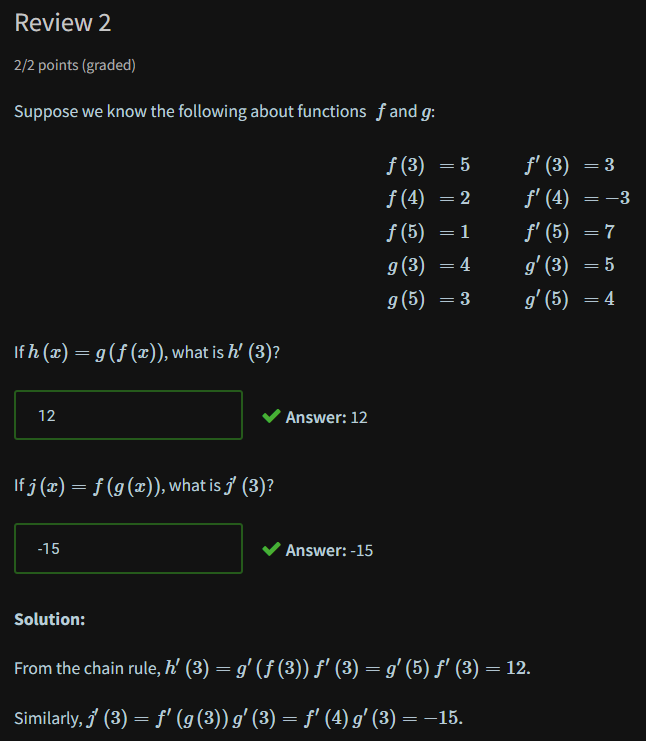 Review 2
2/2 points (graded)
Suppose we know the following about functions f and g:
f (3) = 5 f′ (3) = 3
f (4) = 2 f′ (4) = −3
f (5) = 1 f′ (5) = 7
g (3) = 4 g′ (3) = 5
g (5) = 3 g′ (5) = 4
If h (x) = g (f (x)), what is h′ (3)?
12
Answer: 12
If j (x) = f (g (x)), what is j′ (3)?
-15
Answer: -15
Solution:
From the chain rule, h′ (3) = g′ (f (3)) f′ (3) = g′ (5) f′ (3) = 12.
Similarly, j′ (3) = f′ (g (3)) g′ (3) = f′ (4) g′ (3) = −15.